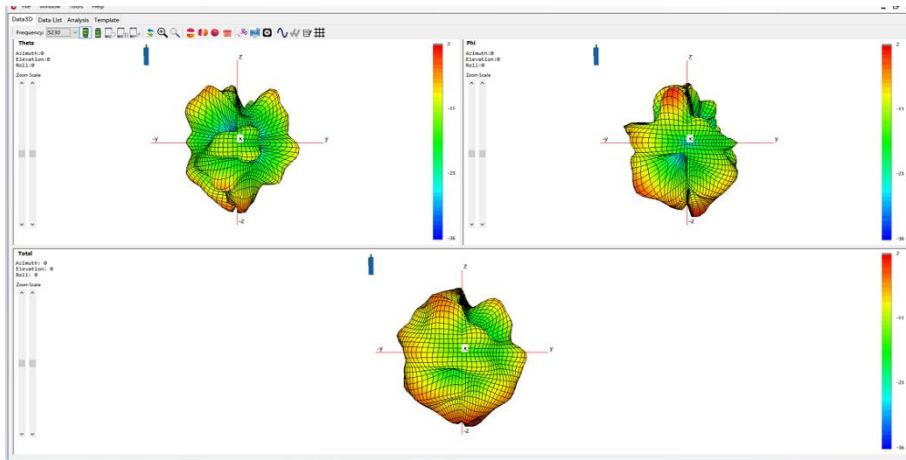 File Window Tools Help
Data3D Data List Analysis Template
Frequency: 5230
Theta
Azimuth:0
Elevation:0
Roll:0
Zoom Scale
Z
-y
x
y
-z
2
-11
-23
-36
Phi
Azimuth:0
Elevation:0
Roll:0
Zoom Scale
Z
-y
x
y
-z
2
-11
-23
-36
Total
Azimuth: 0
Elevation: 0
Roll: 0
Zoom Scale
Z
-y
x
y
-z
2
-11
-23
-36